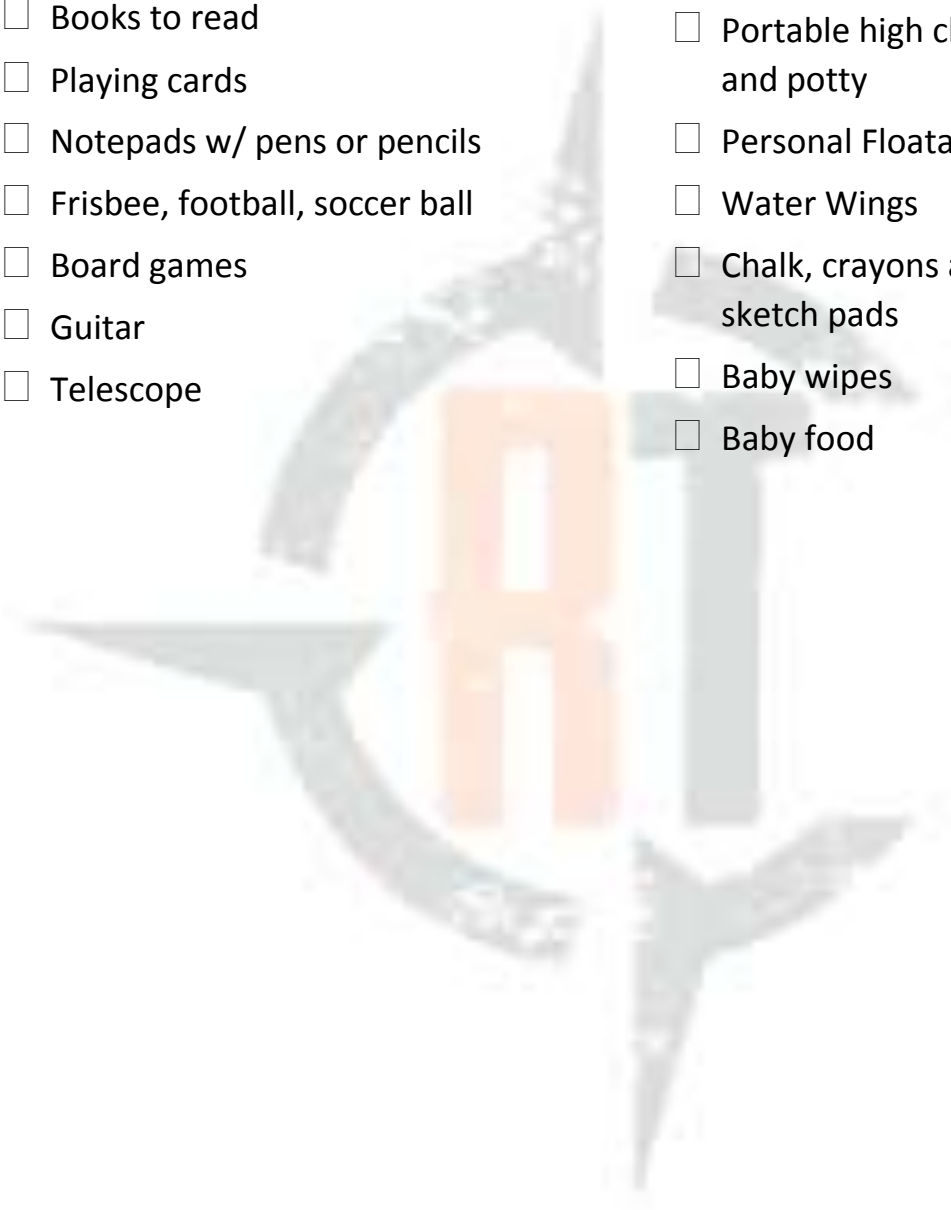 Books to read
Playing cards
Notepads w/ pens or pencils
Frisbee, football, soccer ball
Board games
Guitar
Telescope
Portable high
and potty
Personal
Water Wings
Chalk, crayons
sketch pads
Baby wipes
Baby food
RT